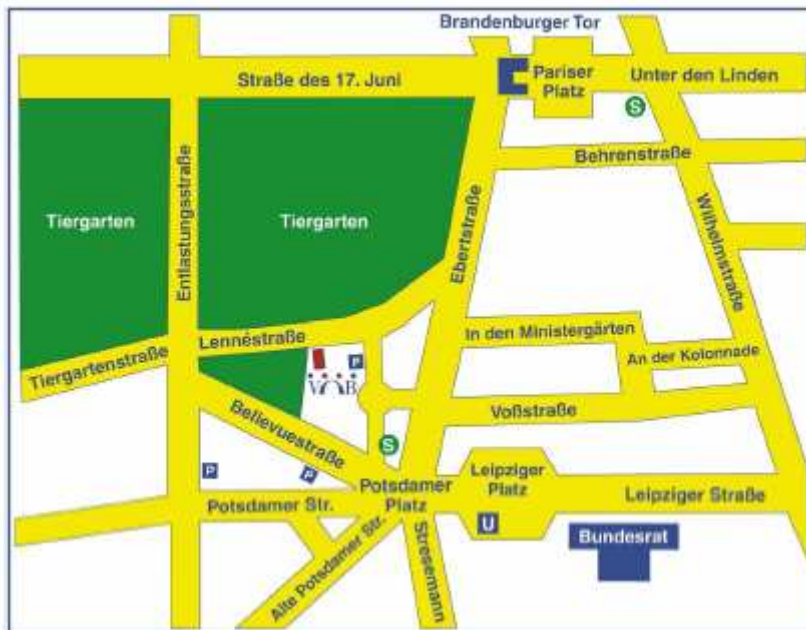 Brandenburger Tor
Straße des 17. Juni
Pariser
Platz
Unter den Linden
S
Behrenstraße
Tiergarten
Tiergarten
Entlastungsstraße
Ebertstraße
Wilhelmstraße
In den Ministergärten
Lennéstraße
An der Kolonnade
Tiergartenstraße
P
VÖB
Bellevuestraße
Voßstraße
S
P
P
Potsdamer
Platz
Leipziger
Platz
Leipziger Straße
Potsdamer Str.
U
Bundesrat
Alte Potsdamer Str.
Stresemann